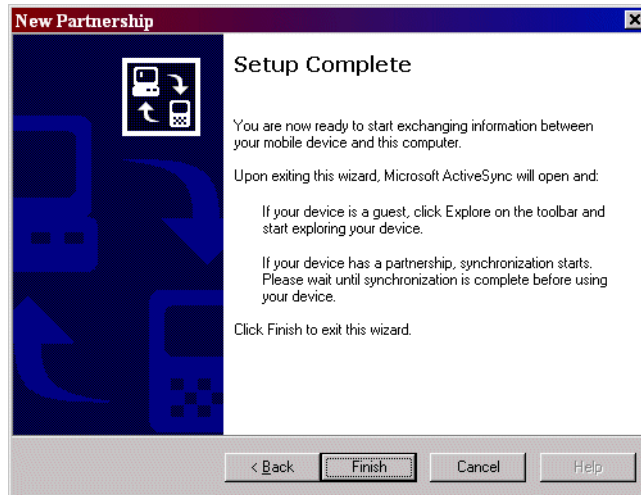 New Partnership
Setup Complete
You are now ready to start exchanging information between
your mobile device and this computer.
Upon exiting this wizard, Microsoft ActiveSync will open and:
If your device is a guest, click Explore on the toolbar and
start exploring your device.
If your device has a partnership, synchronization starts.
Please wait until synchronization is complete before using
your device.
Click Finish to exit this wizard.
< Back
Finish
Cancel
Help